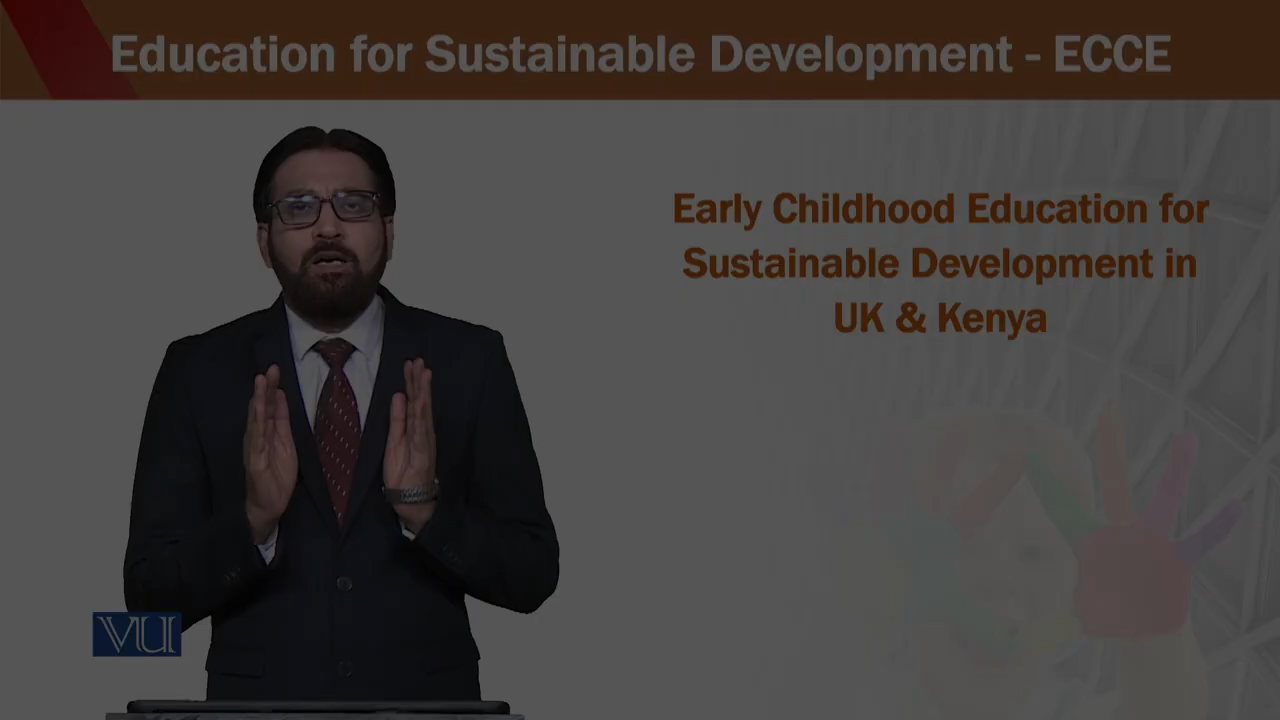 Education for Sustainable Development - ECCE
Early Childhood Education for
Sustainable Development in
UK & Kenya
VU